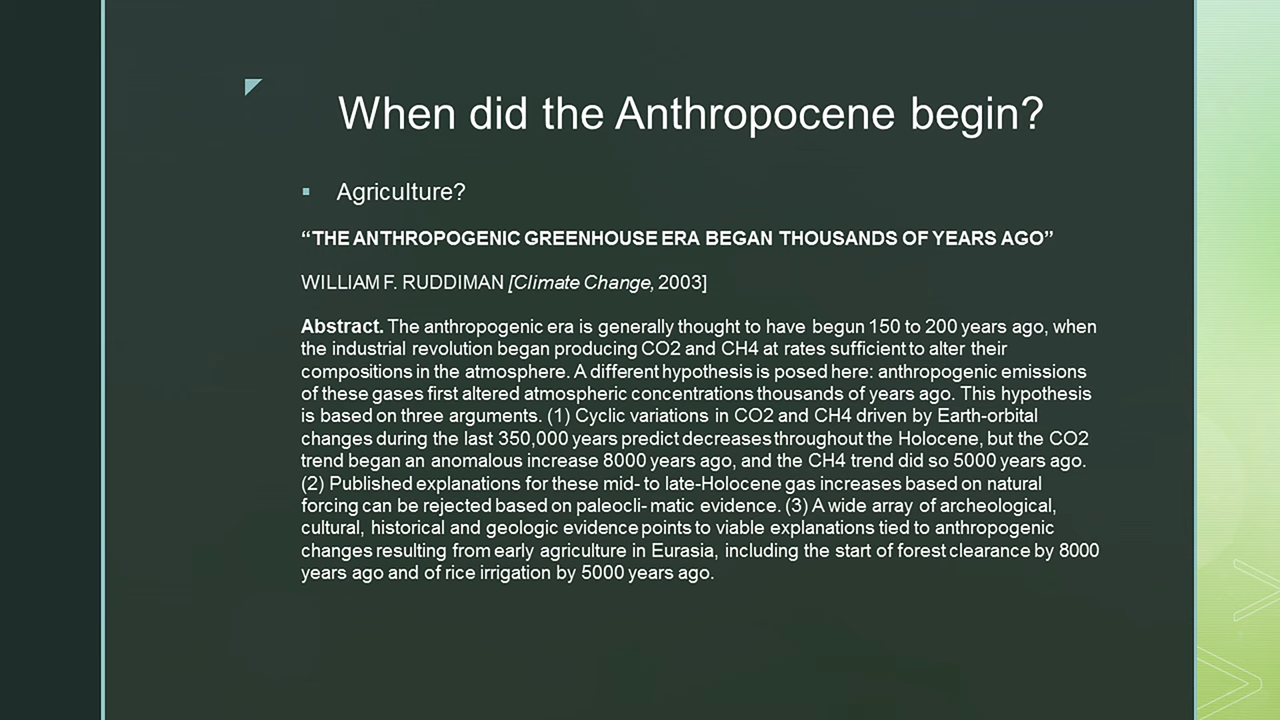 When did the Anthropocene begin?
▪ Agriculture?
“THE ANTHROPOGENIC GREENHOUSE ERA BEGAN THOUSANDS OF YEARS AGO”
WILLIAM F. RUDDIMAN [Climate Change, 2003]
Abstract. The anthropogenic era is generally thought to have begun 150 to 200 years ago, when
the industrial revolution began producing CO2 and CH4 at rates sufficient to alter their
compositions in the atmosphere. A different hypothesis is posed here: anthropogenic emissions
of these gases first altered atmospheric concentrations thousands of years ago. This hypothesis
is based on three arguments. (1) Cyclic variations in CO2 and CH4 driven by Earth-orbital
changes during the last 350,000 years predict decreases throughout the Holocene, but the CO2
trend began an anomalous increase 8000 years ago, and the CH4 trend did so 5000 years ago.
(2) Published explanations for these mid- to late-Holocene gas increases based on natural
forcing can be rejected based on paleocli- matic evidence. (3) A wide array of archeological,
cultural, historical and geologic evidence points to viable explanations tied to anthropogenic
changes resulting from early agriculture in Eurasia, including the start of forest clearance by 8000
years ago and of rice irrigation by 5000 years ago.